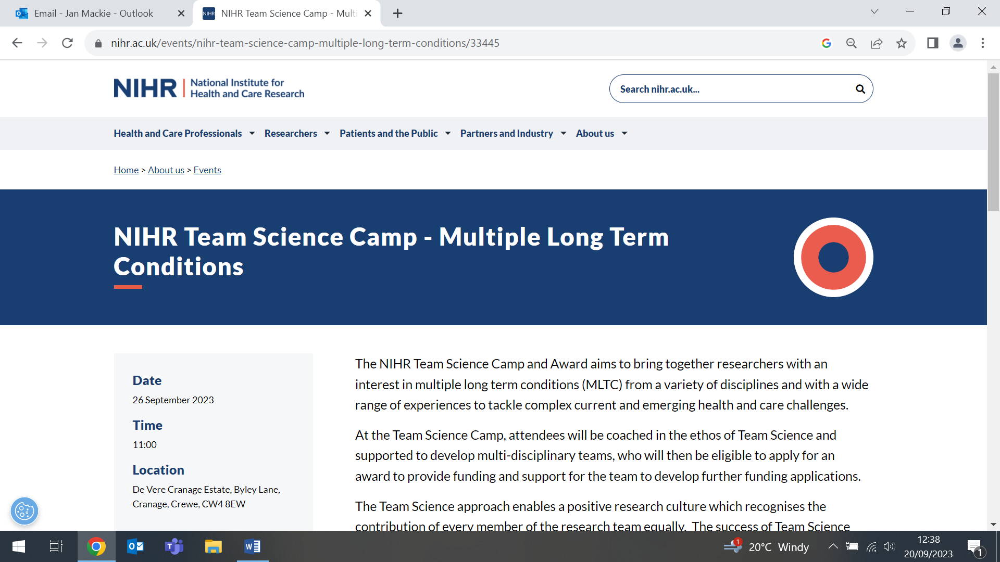 Email - Jan Mackie - Outlook
NIHR
NIHR Team Science Camp - Multi
nihr.ac.uk/events/nihr-team-science-camp-multiple-long-term-conditions/33445
NIHR | National Institute for
Health and Care Research
Search nihr.ac.uk...
Health and Care Professionals Researchers Patients and the Public Partners and Industry About us
Home > About us > Events
NIHR Team Science Camp - Multiple Long Term
Conditions
Date
26 September 2023
Time
11:00
Location
De Vere Cranage Estate, Byley Lane,
Cranage, Crewe, CW4 8EW
The NIHR Team Science Camp and Award aims to bring together researchers with an
interest in multiple long term conditions (MLTC) from a variety of disciplines and with a wide
range of experiences to tackle complex current and emerging health and care challenges.
At the Team Science Camp, attendees will be coached in the ethos of Team Science and
supported to develop multi-disciplinary teams, who will then be eligible to apply for an
award to provide funding and support for the team to develop further funding applications.
The Team Science approach enables a positive research culture which recognises the
contribution of every member of the research team equally. The success of Team Science
1
20°C Windy
12:38
20/09/2023
1